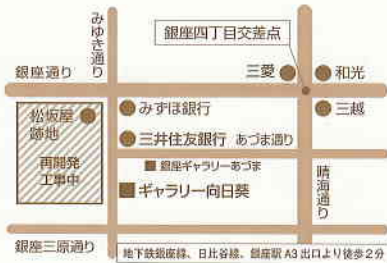 みゆき通り
銀座四丁目交差点
銀座通り
三愛
和光
松坂屋
跡地
みずほ銀行
三越
三井住友銀行 あづま通り
再開発
工事中
銀座ギャラリーあづま
ギャラリー向日葵
晴海通り
銀座三原通り
地下鉄銀座線、日比谷線、銀座駅A3出口より徒歩2分